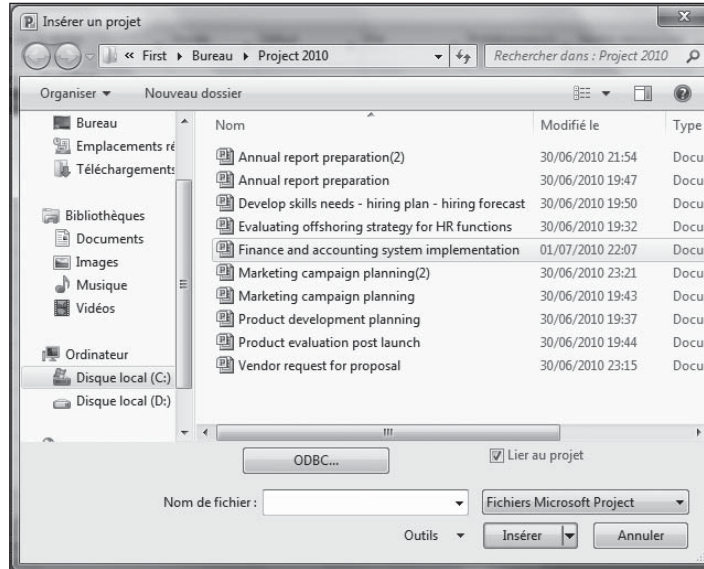 Insérer un projet
« First Bureau Project 2010
Rechercher dans : Project 2010
Organiser Nouveau dossier
Bureau
Emplacements ré
Téléchargements
Bibliothèques
Documents
Images
Musique
Vidéos
Ordinateur
Disque local (C:)
Disque local (D:)
Nom Modifié le Type
Annual report preparation(2) 30/06/2010 21:54 Docu
Annual report preparation 30/06/2010 19:47 Docu
Develop skills needs - hiring plan - hiring forecast 30/06/2010 19:50 Docu
Evaluating offshoring strategy for HR functions 30/06/2010 19:32 Docu
Finance and accounting system implementation 01/07/2010 22:07 Docu
Marketing campaign planning(2) 30/06/2010 23:21 Docu
Marketing campaign planning 30/06/2010 19:43 Docu
Product development planning 30/06/2010 19:37 Docu
Product evaluation post launch 30/06/2010 19:44 Docu
Vendor request for proposal 30/06/2010 23:15 Docu
ODBC...
Lier au projet
Nom de fichier :
Fichiers Microsoft Project
Outils Insérer Annuler